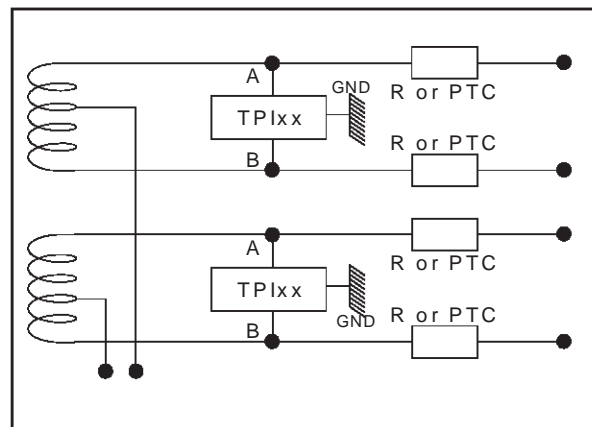 A
GND
R or PTC
TPIxx
B
R or PTC
A
R or PTC
TPIxx
GND
B
R or PTC